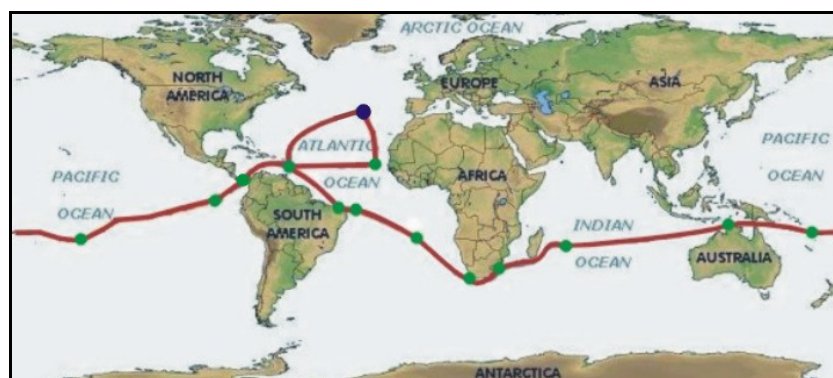 ARCTIC OCEAN
NORTH
AMERICA
EUROPE
ASIA
ATLANTIC
OCEAN
PACIFIC
OCEAN
PACIFIC
OCEAN
AFRICA
SOUTH
AMERICA
INDIAN
OCEAN
AUSTRALIA
ANTARCTICA